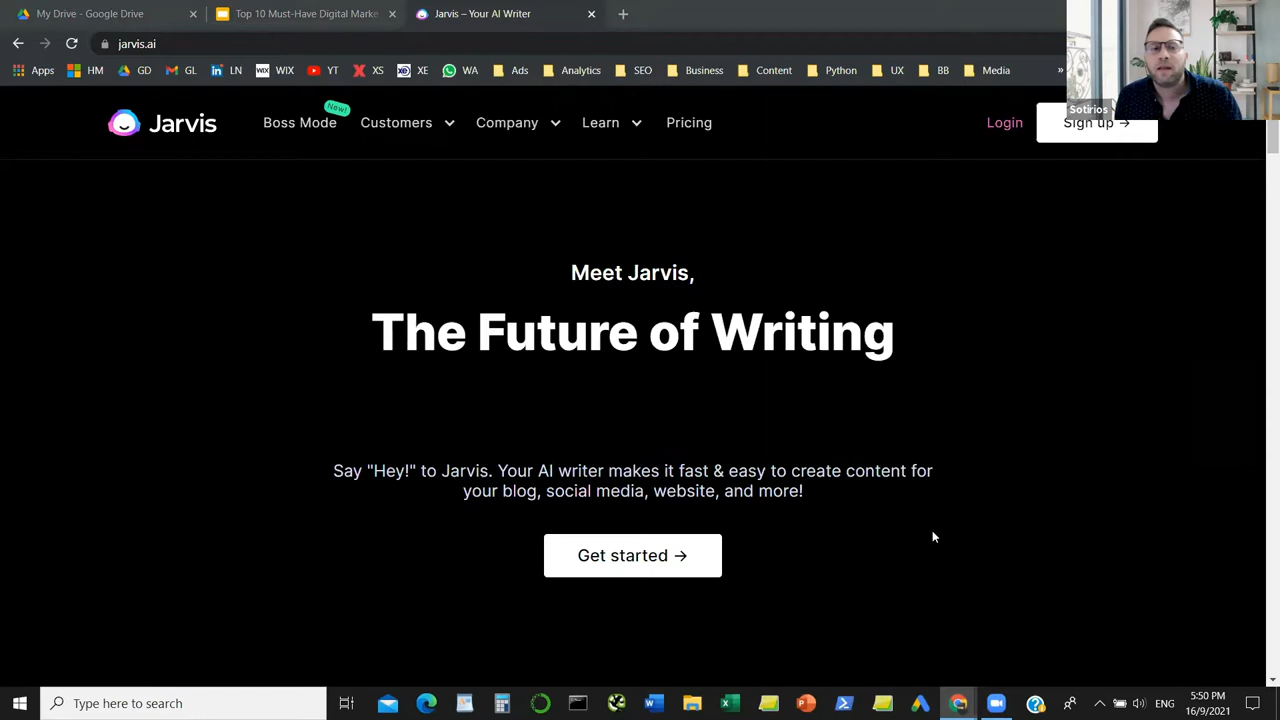 My Drive - Google Drive
Top 10 Must-Have Digital Marke
Jarvis – Your AI Writer
jarvis.ai
Apps HM GD GL LN WIX YT XS XE WA Analytics SEO Business Python BB Media »
Sotirios
Jarvis
Boss Mode
New!
Customers
Company
Learn
Pricing
Login
Sign up →
Meet Jarvis,
The Future of Writing
Say "Hey!" to Jarvis. Your AI writer makes it fast & easy to create content for
your blog, social media, website, and more!
Get started →
Type here to search
ENG
5:50 PM
16/9/2021